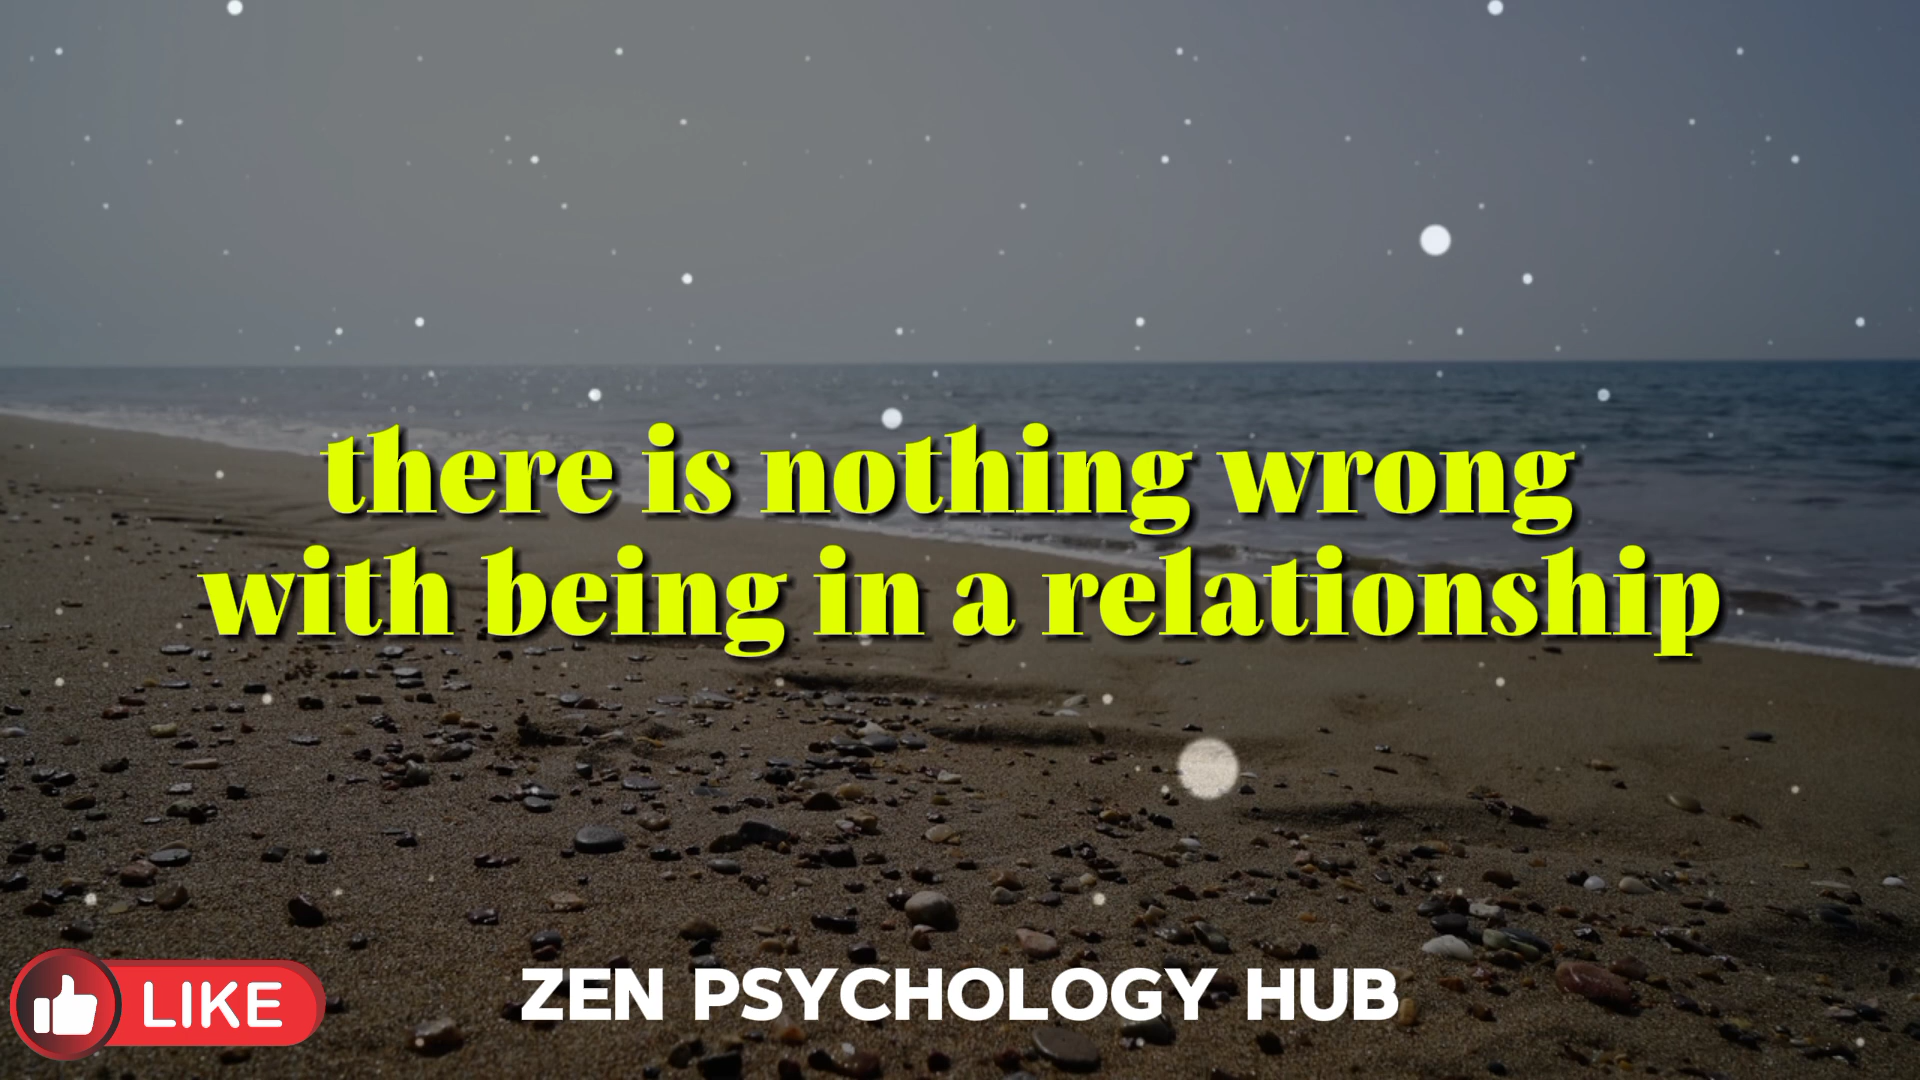 there is nothing wrong
with being in a relationship
LIKE
ZEN PSYCHOLOGY HUB